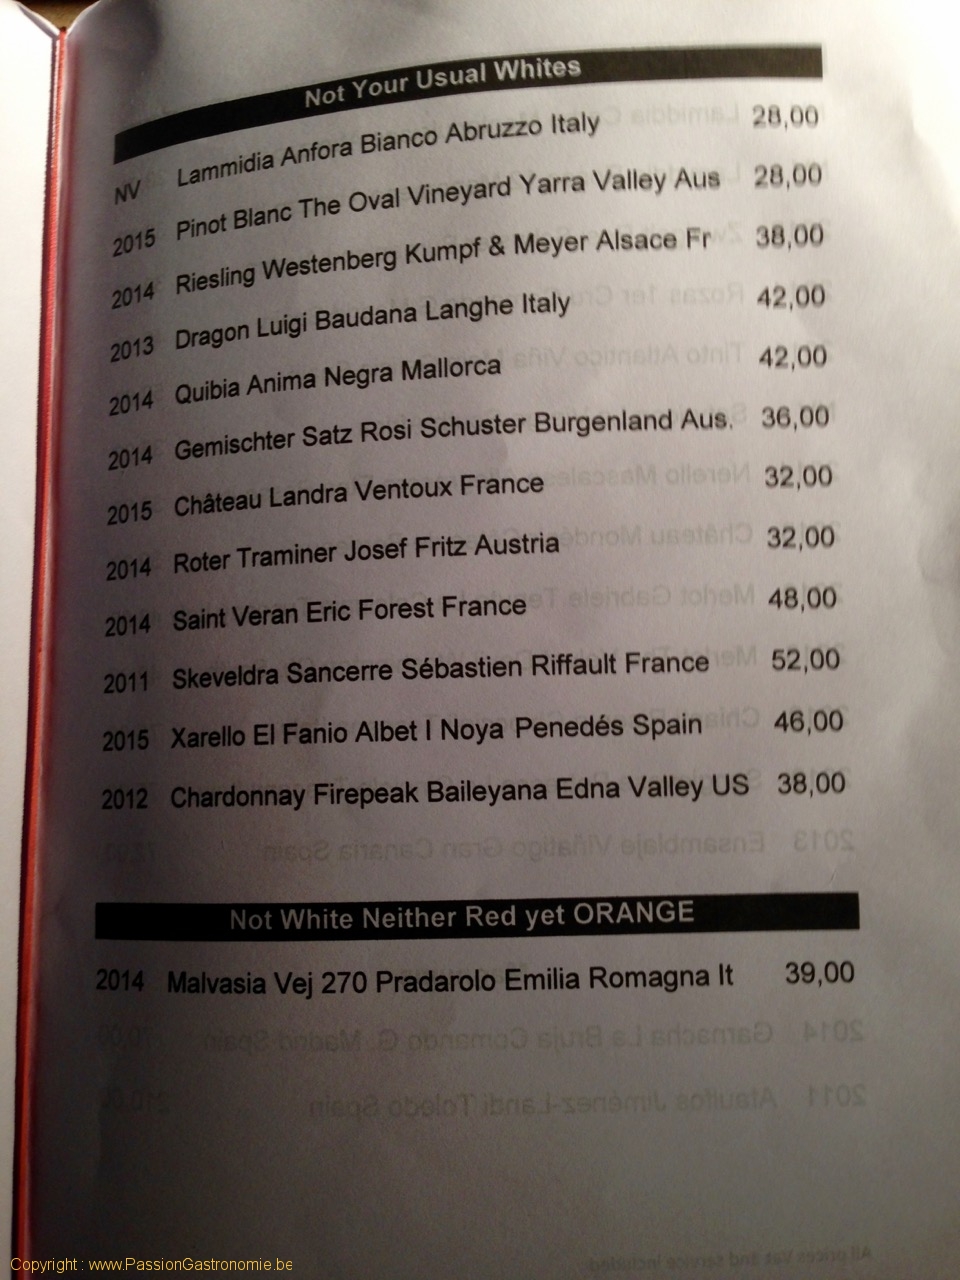 Not Your Usual Whites
NV Lammidia Anfora Bianco Abruzzo Italy 28,00
2015 Pinot Blanc The Oval Vineyard Yarra Valley Aus 28,00
2014 Riesling Westenberg Kumpf & Meyer Alsace Fr 38,00
2013 Dragon Luigi Baudana Langhe Italy 42,00
2014 Quibia Anima Negra Mallorca 42,00
2014 Gemischter Satz Rosi Schuster Burgenland Aus. 36,00
2015 Château Landra Ventoux France 32,00
2014 Roter Traminer Josef Fritz Austria 32,00
2014 Saint Veran Eric Forest France 48,00
2011 Skeveldra Sancerre Sébastien Riffault France 52,00
2015 Xarello El Fanio Albet I Noya Penedés Spain 46,00
2012 Chardonnay Firepeak Baileyana Edna Valley US 38,00
Not White Neither Red yet ORANGE
2014 Malvasia Vej 270 Pradarolo Emilia Romagna It 39,00
Copyright : www.PassionGastronomie.be